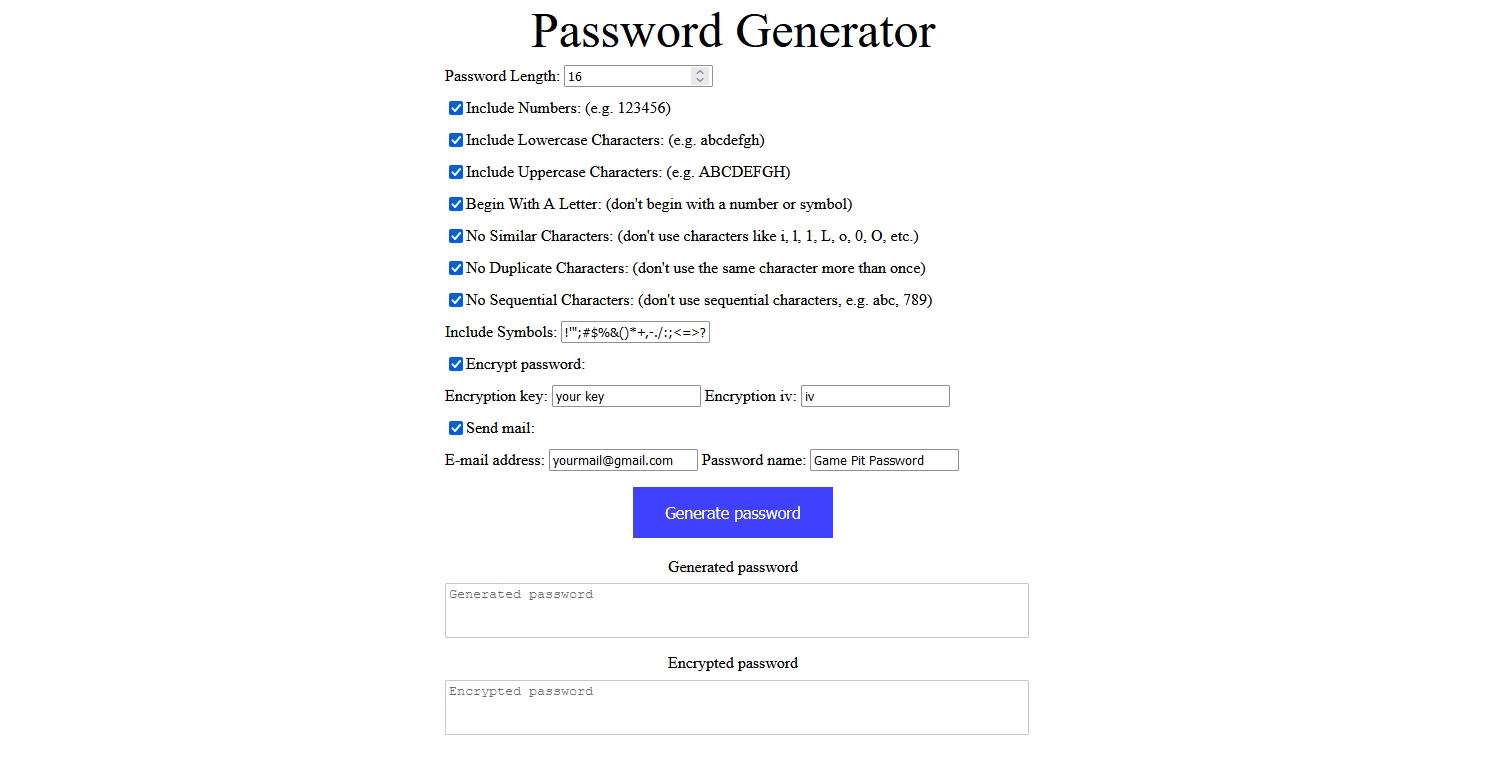 Password Generator
Password Length: 16
Include Numbers: (e.g. 123456)
Include Lowercase Characters: (e.g. abcdefgh)
Include Uppercase Characters: (e.g. ABCDEFGH)
Begin With A Letter: (don't begin with a number or symbol)
No Similar Characters: (don't use characters like i, l, 1, L, o, 0, O, etc.)
No Duplicate Characters: (don't use the same character more than once)
No Sequential Characters: (don't use sequential characters, e.g. abc, 789)
Include Symbols: !"';#$%&()*+,-./:;<=>?
Encrypt password:
Encryption key: your key Encryption iv: iv
Send mail:
E-mail address: yourmail@gmail.com Password name: Game Pit Password
Generate password
Generated password
Generated password
Encrypted password
Encrypted password